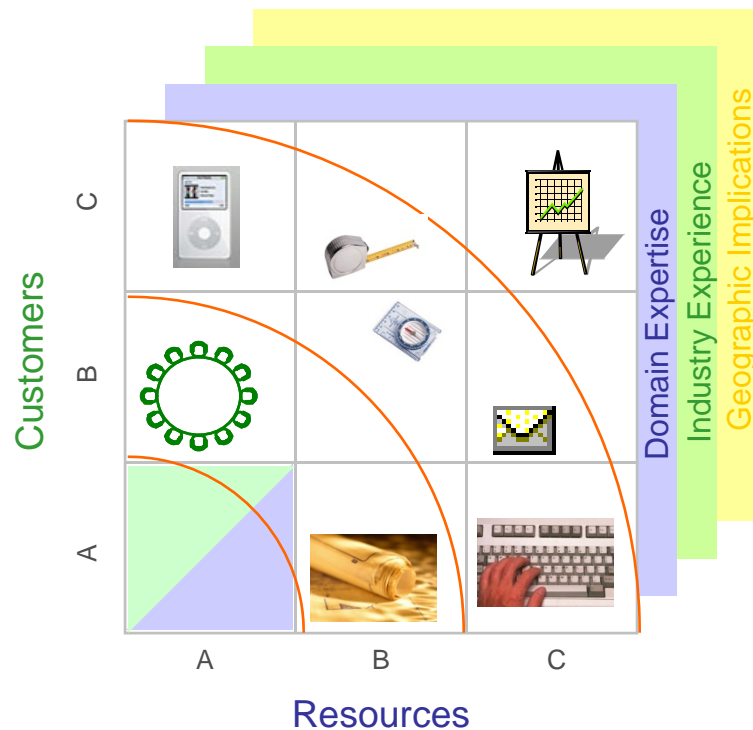 Customers
C
B
A
A
B
C
Resources
Domain Expertise
Industry Experience
Geographic Implications